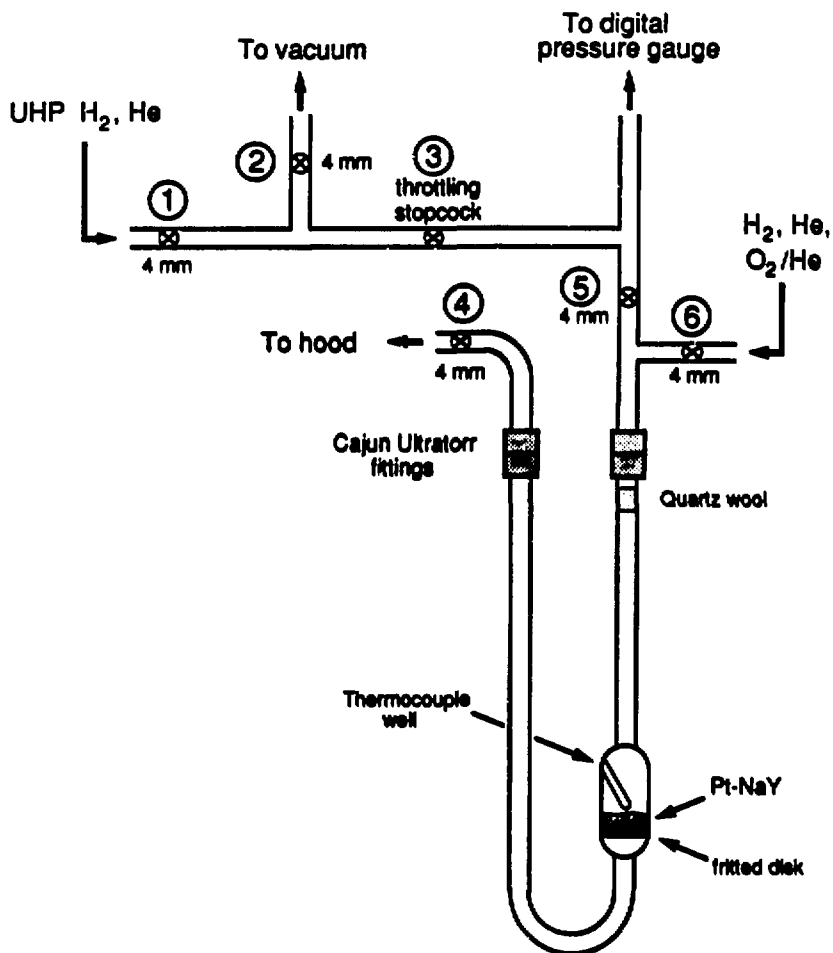 To digital
pressure gauge
To vacuum
UHP H₂, He
② 4 mm
③
throttling
stopcock
①
4 mm
H₂, He,
O₂/He
⑤
4 mm
⑥
4 mm
④
To hood
4 mm
Cajun Ultratorr
fittings
Quartz wool
Thermocouple
well
Pt-NaY
fritted disk